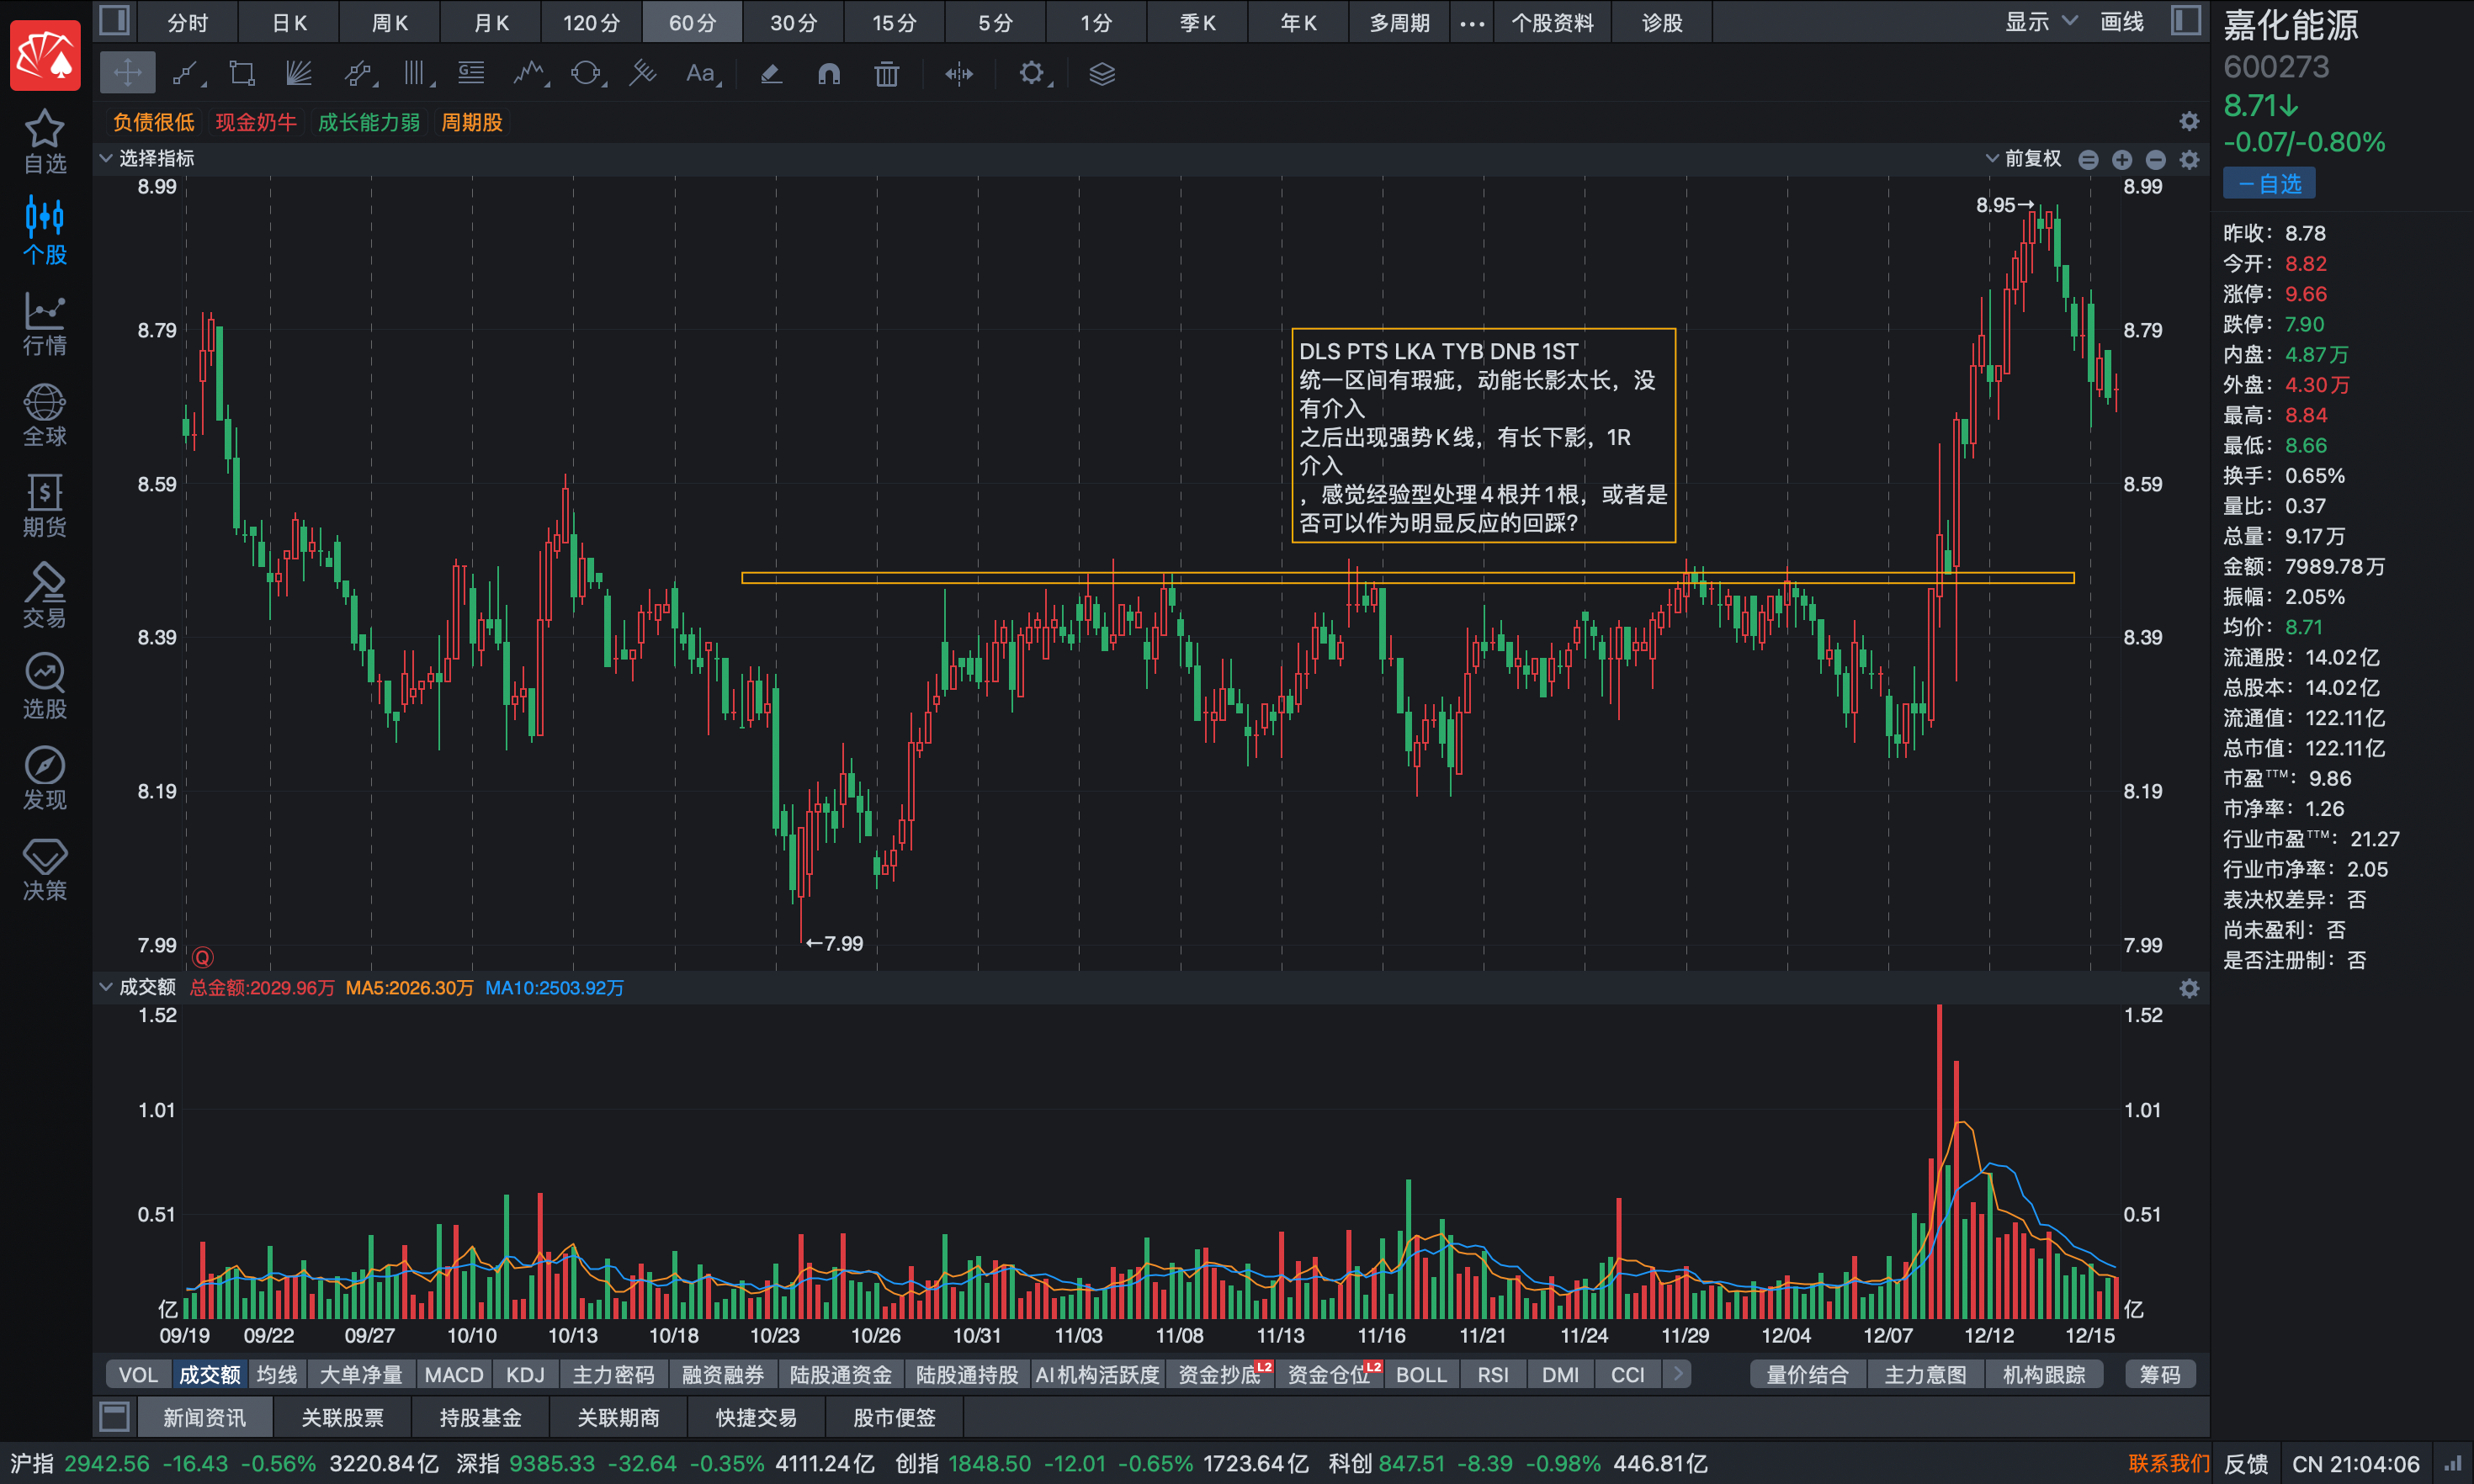 分时 日K 周K 月K 120分 60分 30分 15分 5分 1分 季K 年K 多周期 ••• 个股资料 诊股 显示 画线
G Aa
负债很低 现金奶牛 成长能力弱 周期股
选择指标 前复权
自选
个股
行情
全球
期货
交易
选股
发现
决策
8.99 8.99
8.95→
8.79 8.79
8.59 8.59
8.39 8.39
8.19 8.19
7.99 ←7.99 7.99
Q
DLS PTS LKA TYB DNB 1ST
统一区间有瑕疵，动能长影太长，没
有介入
之后出现强势K线，有长下影，1R
介入
，感觉经验型处理4根并1根，或者是
否可以作为明显反应的回踩？
成交额 总金额:2029.96万 MA5:2026.30万 MA10:2503.92万
1.52 1.52
1.01 1.01
0.51 0.51
亿 亿
09/19 09/22 09/27 10/10 10/13 10/18 10/23 10/26 10/31 11/03 11/08 11/13 11/16 11/21 11/24 11/29 12/04 12/07 12/12 12/15
VOL 成交额 均线 大单净量 MACD KDJ 主力密码 融资融券 陆股通资金 陆股通持股 AI机构活跃度 资金抄底 L2 资金仓位 L2 BOLL RSI DMI CCI 量价结合 主力意图 机构跟踪 筹码
新闻资讯 关联股票 持股基金 关联期商 快捷交易 股市便签
嘉化能源
600273
8.71↓
-0.07/-0.80%
－自选
昨收：8.78
今开：8.82
涨停：9.66
跌停：7.90
内盘：4.87万
外盘：4.30万
最高：8.84
最低：8.66
换手：0.65%
量比：0.37
总量：9.17万
金额：7989.78万
振幅：2.05%
均价：8.71
流通股：14.02亿
总股本：14.02亿
流通值：122.11亿
总市值：122.11亿
市盈TTM：9.86
市净率：1.26
行业市盈TTM：21.27
行业市净率：2.05
表决权差异：否
尚未盈利：否
是否注册制：否
沪指 2942.56 -16.43 -0.56% 3220.84亿 深指 9385.33 -32.64 -0.35% 4111.24亿 创指 1848.50 -12.01 -0.65% 1723.64亿 科创 847.51 -8.39 -0.98% 446.81亿 联系我们 反馈 CN 21:04:06